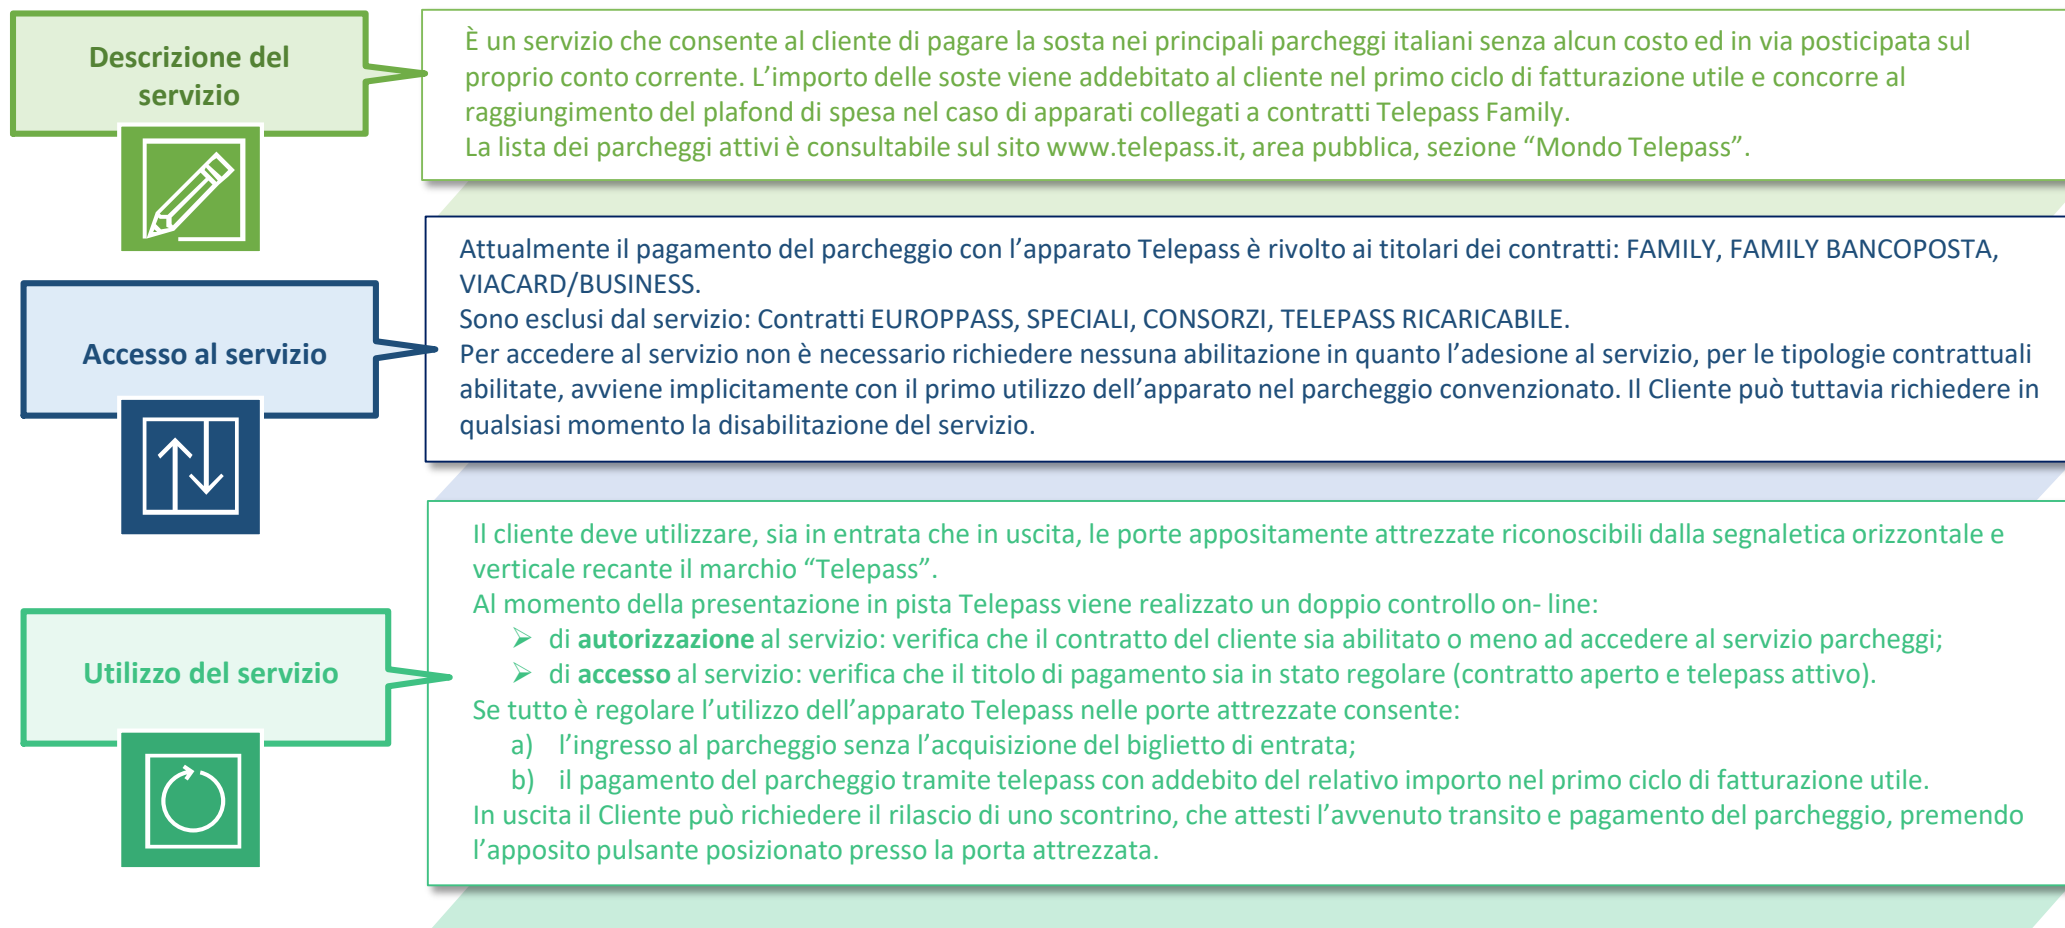 Descrizione del
servizio
È un servizio che consente al cliente di pagare la sosta nei principali parcheggi italiani senza alcun costo ed in via posticipata sul
proprio conto corrente. L’importo delle soste viene addebitato al cliente nel primo ciclo di fatturazione utile e concorre al
raggiungimento del plafond di spesa nel caso di apparati collegati a contratti Telepass Family.
La lista dei parcheggi attivi è consultabile sul sito www.telepass.it, area pubblica, sezione “Mondo Telepass”.
Accesso al servizio
Attualmente il pagamento del parcheggio con l’apparato Telepass è rivolto ai titolari dei contratti: FAMILY, FAMILY BANCOPOSTA,
VIACARD/BUSINESS.
Sono esclusi dal servizio: Contratti EUROPPASS, SPECIALI, CONSORZI, TELEPASS RICARICABILE.
Per accedere al servizio non è necessario richiedere nessuna abilitazione in quanto l’adesione al servizio, per le tipologie contrattuali
abilitate, avviene implicitamente con il primo utilizzo dell’apparato nel parcheggio convenzionato. Il Cliente può tuttavia richiedere in
qualsiasi momento la disabilitazione del servizio.
Utilizzo del servizio
Il cliente deve utilizzare, sia in entrata che in uscita, le porte appositamente attrezzate riconoscibili dalla segnaletica orizzontale e
verticale recante il marchio “Telepass”.
Al momento della presentazione in pista Telepass viene realizzato un doppio controllo on- line:
➢ di autorizzazione al servizio: verifica che il contratto del cliente sia abilitato o meno ad accedere al servizio parcheggi;
➢ di accesso al servizio: verifica che il titolo di pagamento sia in stato regolare (contratto aperto e telepass attivo).
Se tutto è regolare l’utilizzo dell’apparato Telepass nelle porte attrezzate consente:
a) l’ingresso al parcheggio senza l’acquisizione del biglietto di entrata;
b) il pagamento del parcheggio tramite telepass con addebito del relativo importo nel primo ciclo di fatturazione utile.
In uscita il Cliente può richiedere il rilascio di uno scontrino, che attesti l’avvenuto transito e pagamento del parcheggio, premendo
l’apposito pulsante posizionato presso la porta attrezzata.